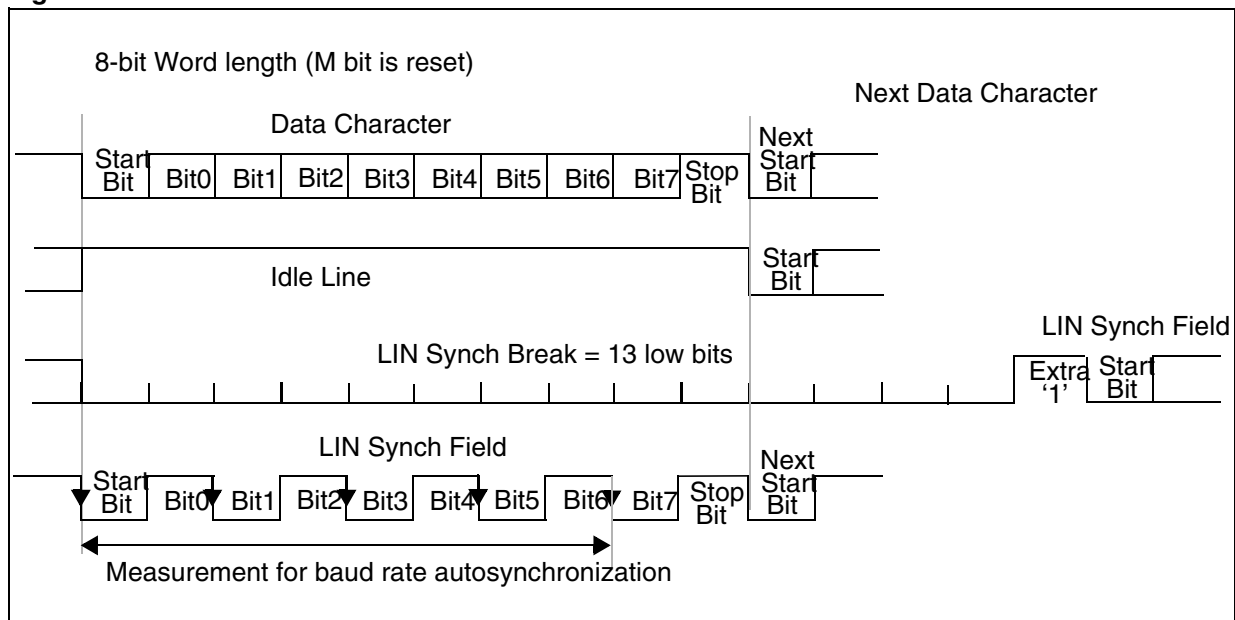 8-bit Word length (M bit is reset)
Next Data Character
Data Character
Start Bit
Bit0
Bit1
Bit2
Bit3
Bit4
Bit5
Bit6
Bit7
Stop Bit
Next Start Bit
Idle Line
Start Bit
LIN Synch Field
LIN Synch Break = 13 low bits
Extra ‘1’
Start Bit
LIN Synch Field
Start Bit
Bit0
Bit1
Bit2
Bit3
Bit4
Bit5
Bit6
Bit7
Stop Bit
Next Start Bit
Measurement for baud rate autosynchronization